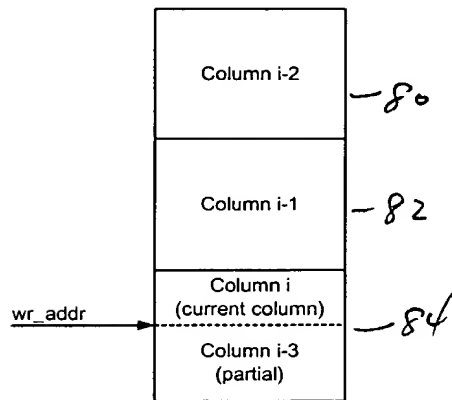 Column i-2
80
Column i-1
82
Column i
(current column)
wr_addr
84
Column i-3
(partial)